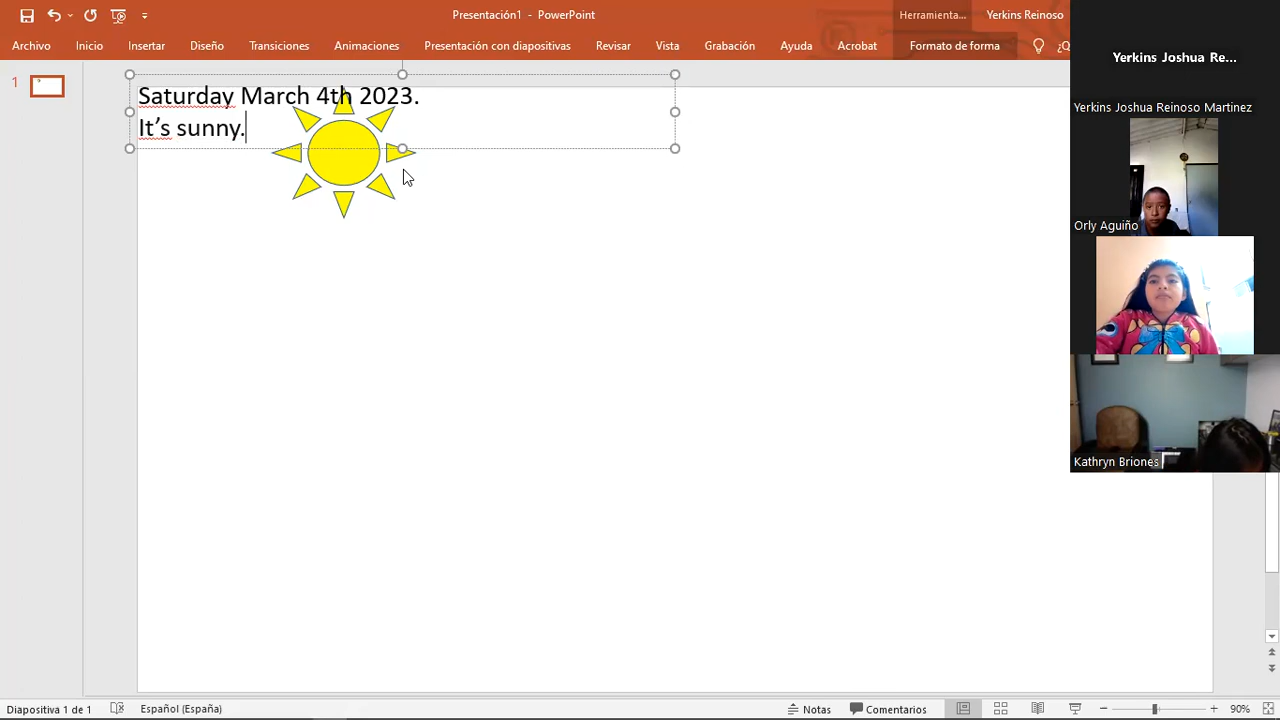 Presentación1 - PowerPoint
Herramienta...
Yerkins Reinoso
Archivo
Inicio
Insertar
Diseño
Transiciones
Animaciones
Presentación con diapositivas
Revisar
Vista
Grabación
Ayuda
Acrobat
Formato de forma
¿Q
Yerkins Joshua Re...
Yerkins Joshua Reinoso Martinez
Orly Aguiño
Kathryn Briones
1
Saturday March 4th 2023.
It’s sunny.
Diapositiva 1 de 1
Español (España)
Notas
Comentarios
90%